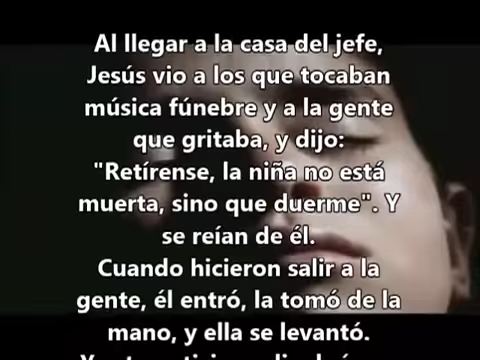 Al llegar a la casa del jefe,
Jesús vio a los que tocaban
música fúnebre y a la gente
que gritaba, y dijo:
"Retírense, la niña no está
muerta, sino que duerme". Y
se reían de él.
Cuando hicieron salir a la
gente, él entró, la tomó de la
mano, y ella se levantó.